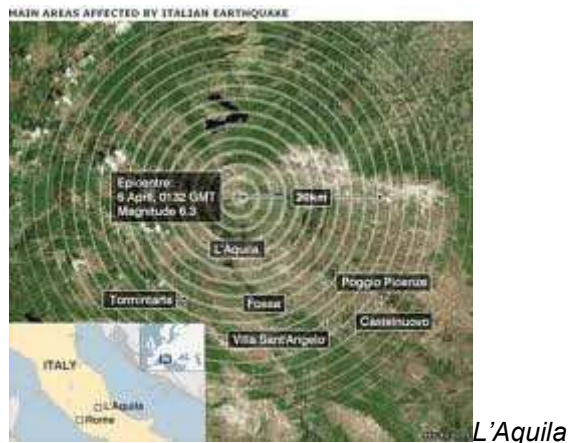 MAIN AREAS AFFECTED BY ITALIAN EARTHQUAKE
Epicentre:
6 April, 0132 GMT
Magnitude 6.3
20km
L'Aquila
Poggio Picenze
Tornimparte
Fossa
Castelnuovo
Villa Sant'Angelo
ITALY
L'Aquila
Rome
L'Aquila